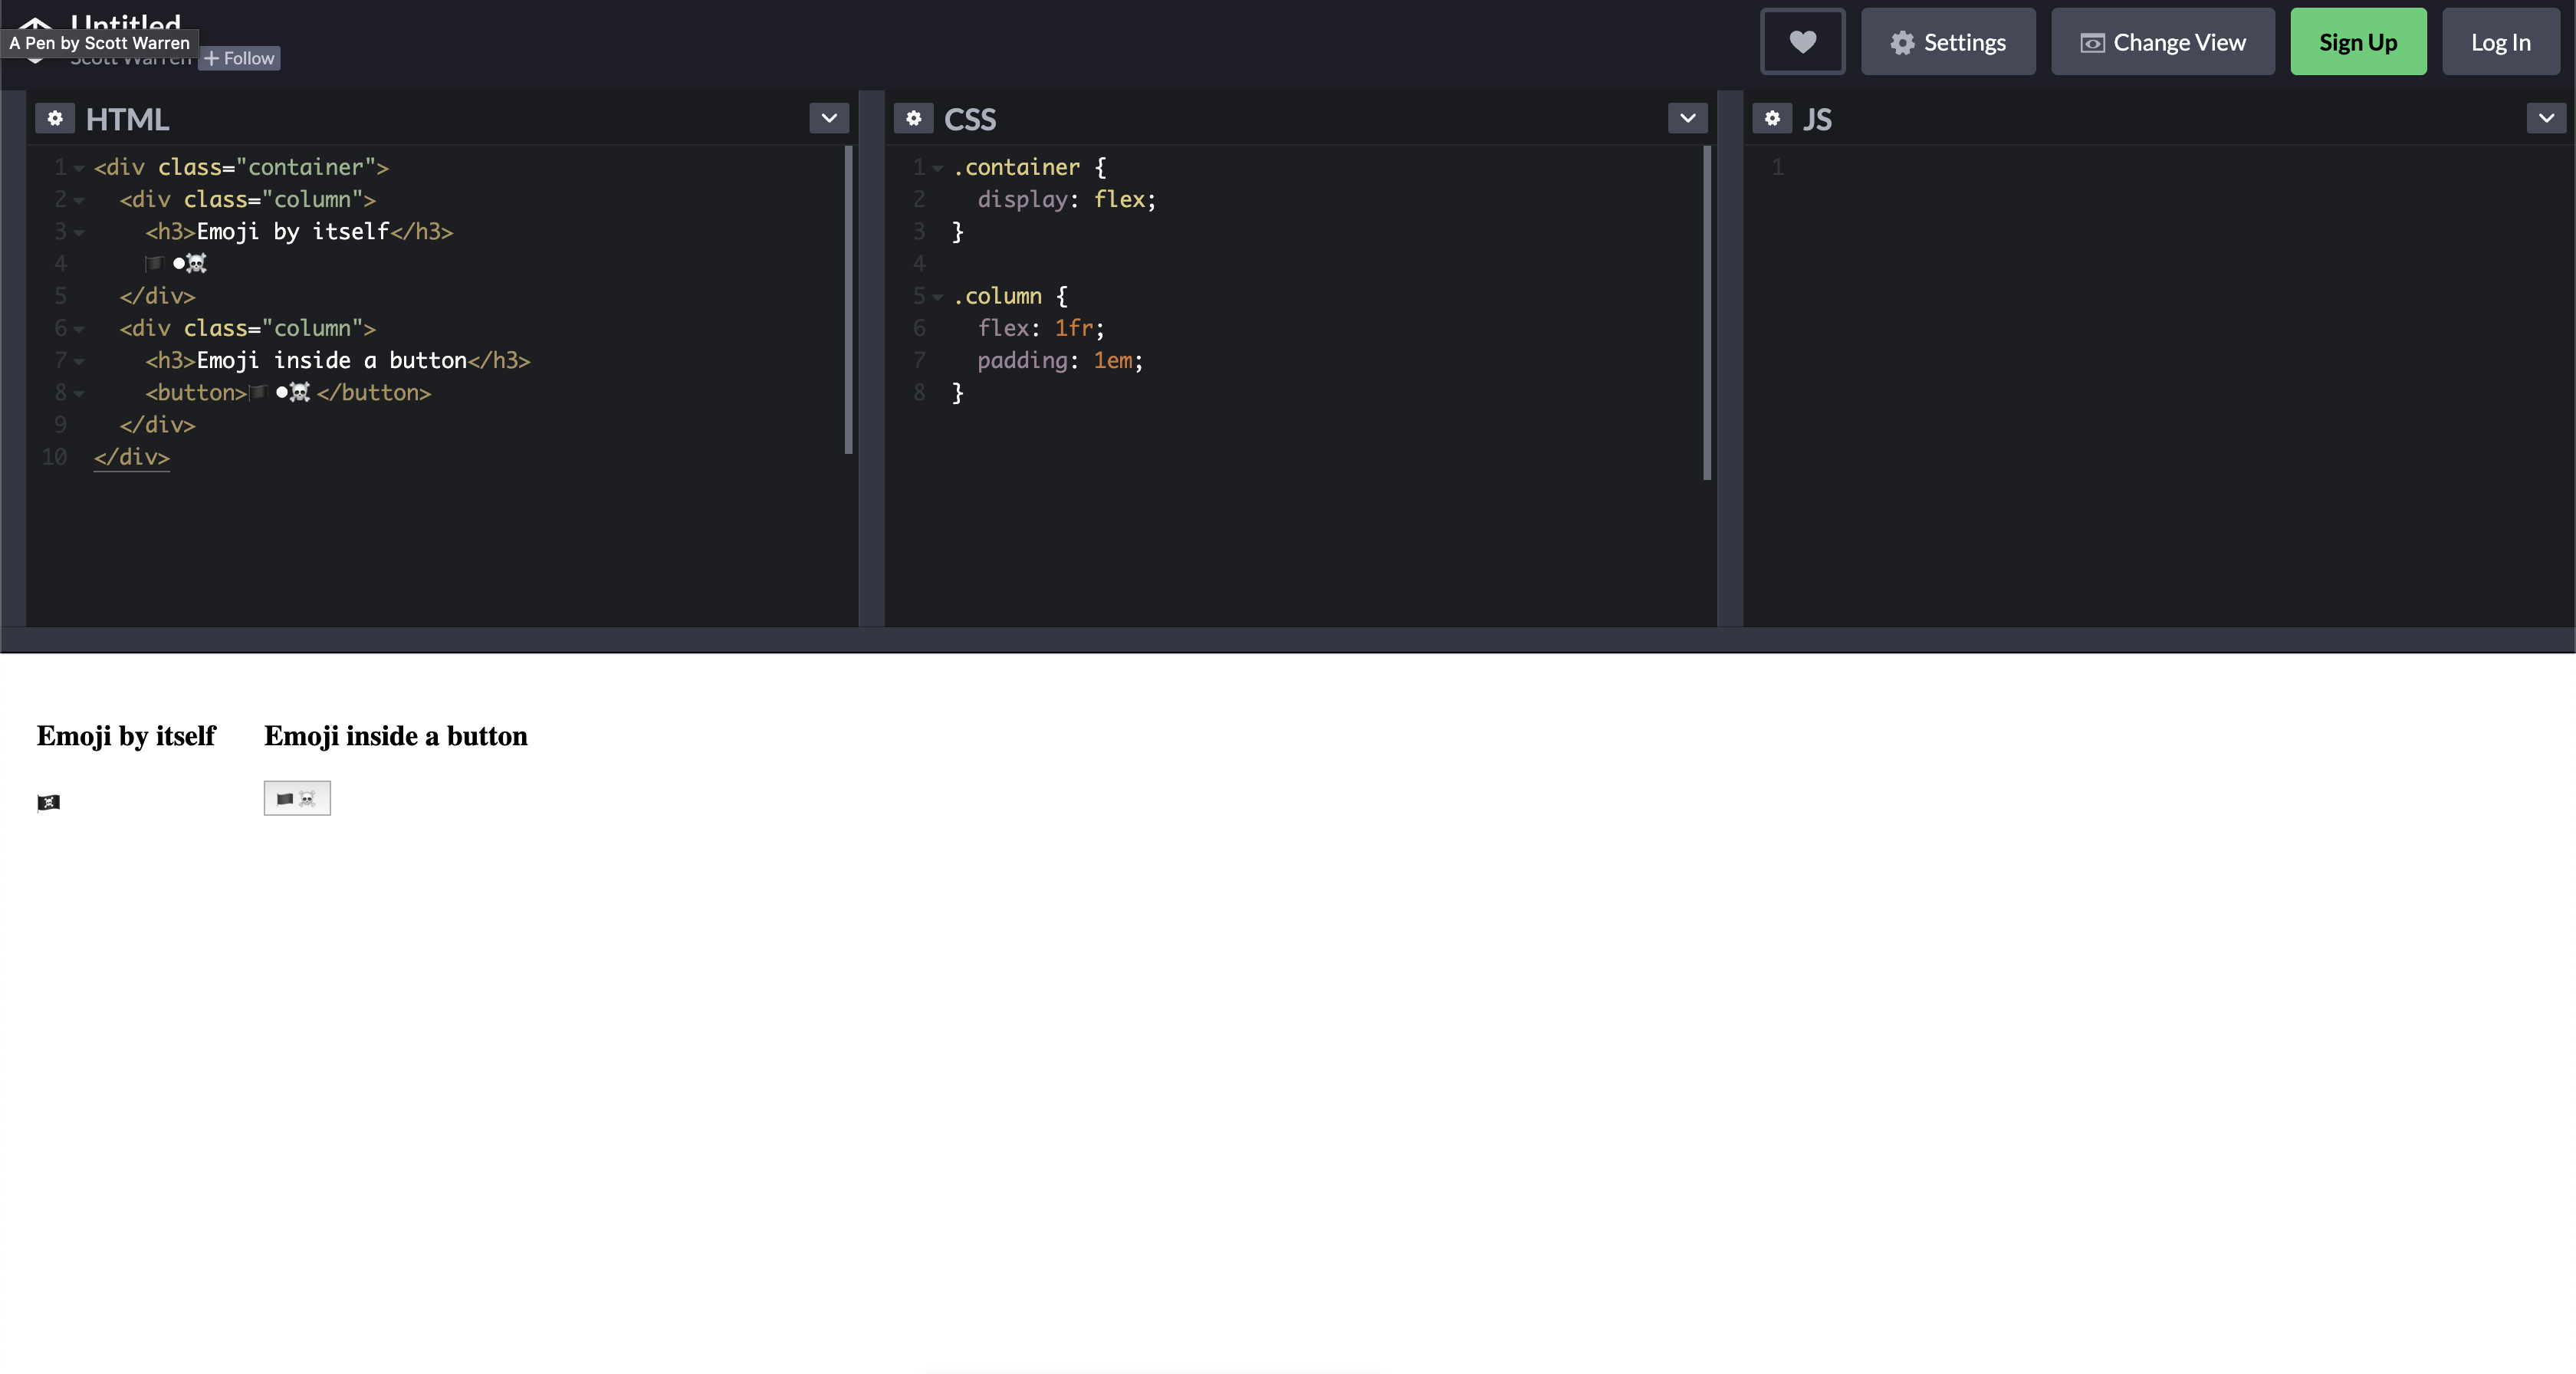 Untitled
A Pen by Scott Warren
Scott Warren + Follow
Settings
Change View
Sign Up
Log In
HTML
1 <div class="container">
2 <div class="column">
3 <h3>Emoji by itself</h3>
4 🏴●☠️
5 </div>
6 <div class="column">
7 <h3>Emoji inside a button</h3>
8 <button>🏴●☠️</button>
9 </div>
10 </div>
CSS
1 .container {
2 display: flex;
3 }
4
5 .column {
6 flex: 1fr;
7 padding: 1em;
8 }
JS
1
Emoji by itself
🏴‍☠️
Emoji inside a button
🏴☠️